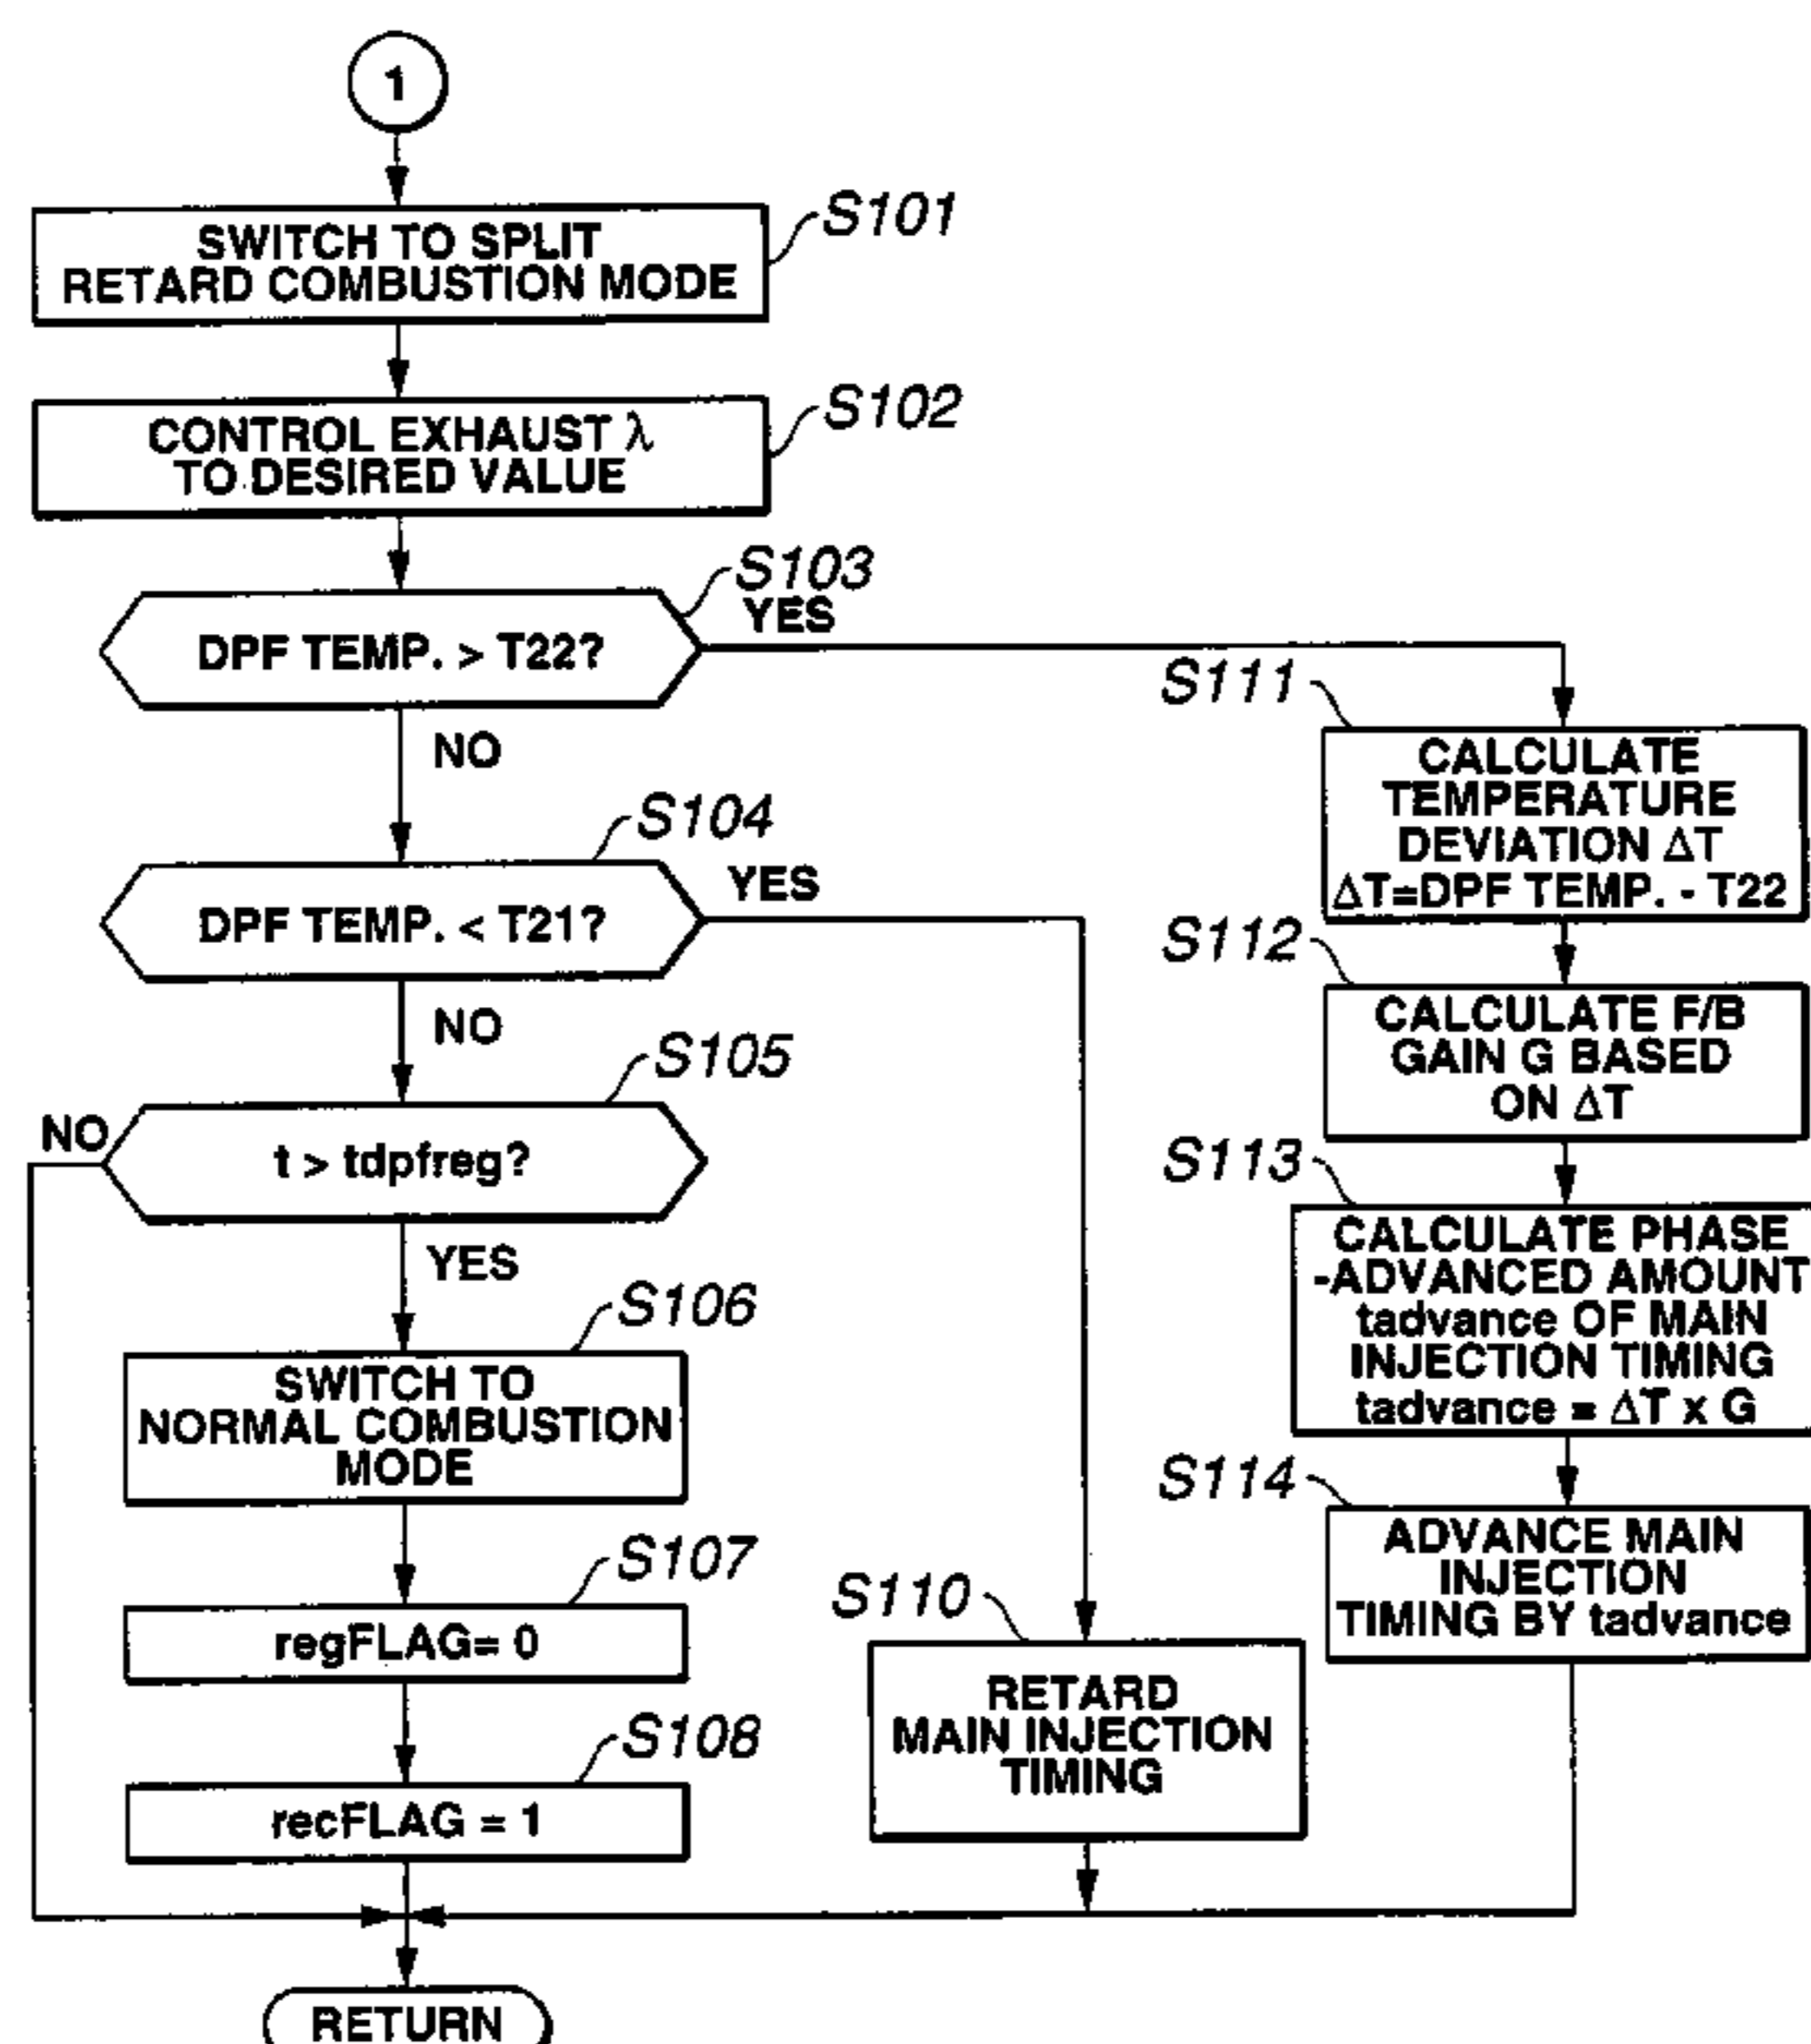 1
S101
SWITCH TO SPLIT
RETARD COMBUSTION MODE
S102
CONTROL EXHAUST λ
TO DESIRED VALUE
S103
YES
DPF TEMP. > T22?
NO
S104
YES
DPF TEMP. < T21?
NO
S105
NO
t > tdpfreg?
YES
S106
SWITCH TO
NORMAL COMBUSTION
MODE
S107
regFLAG= 0
S108
recFLAG = 1
S110
RETARD
MAIN INJECTION
TIMING
S111
CALCULATE
TEMPERATURE
DEVIATION ΔT
ΔT=DPF TEMP. - T22
S112
CALCULATE F/B
GAIN G BASED
ON ΔT
S113
CALCULATE PHASE
-ADVANCED AMOUNT
tadvance OF MAIN
INJECTION TIMING
tadvance = ΔT x G
S114
ADVANCE MAIN
INJECTION
TIMING BY tadvance
RETURN